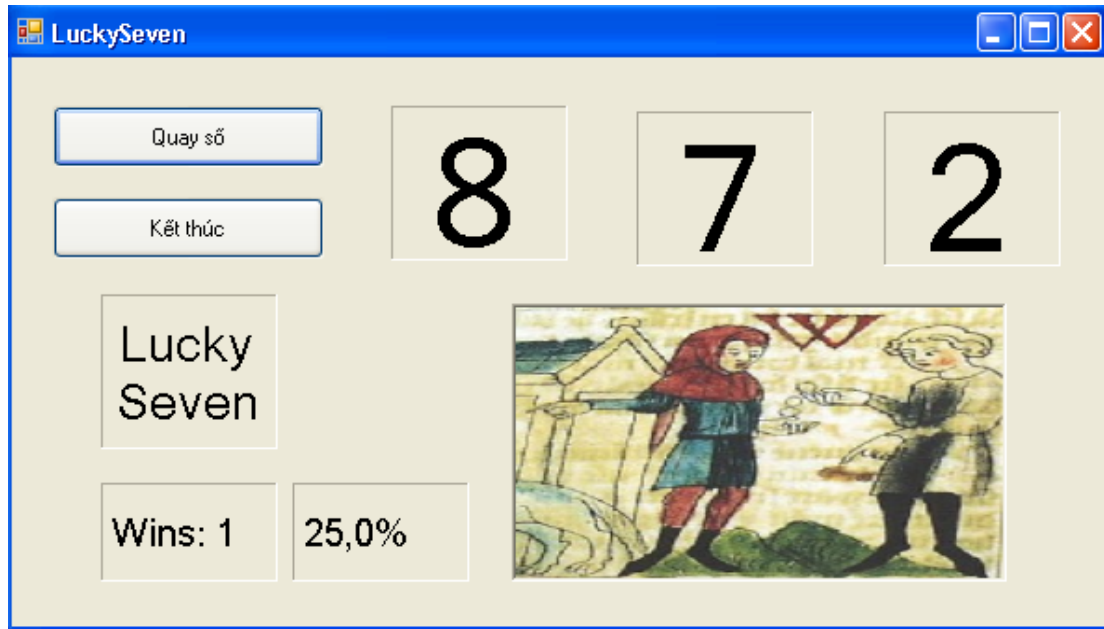 LuckySeven
Quay số
Kết thúc
8 7 2
Lucky
Seven
Wins: 1
25,0%
W